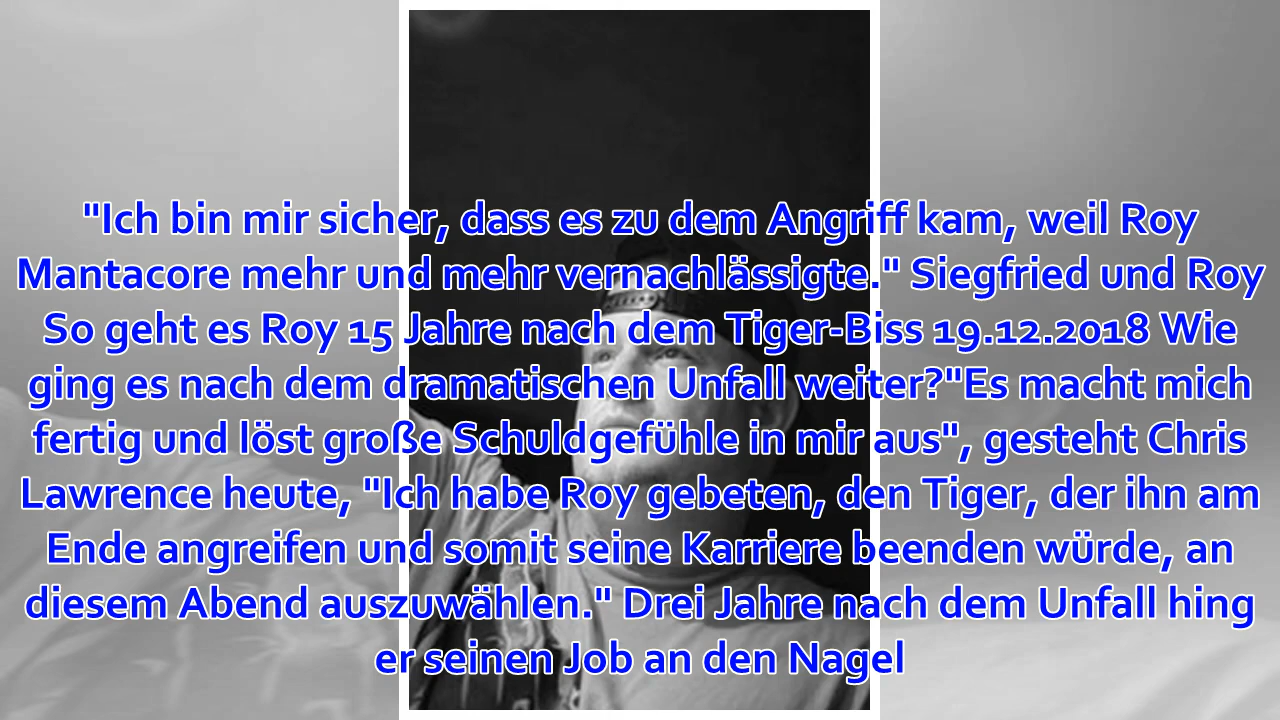 "Ich bin mir sicher, dass es zu dem Angriff kam, weil Roy
Mantacore mehr und mehr vernachlässigte." Siegfried und Roy
So geht es Roy 15 Jahre nach dem Tiger-Biss 19.12.2018 Wie
ging es nach dem dramatischen Unfall weiter?"Es macht mich
fertig und löst große Schuldgefühle in mir aus", gesteht Chris
Lawrence heute, "Ich habe Roy gebeten, den Tiger, der ihn am
Ende angreifen und somit seine Karriere beenden würde, an
diesem Abend auszuwählen." Drei Jahre nach dem Unfall hing
er seinen Job an den Nagel